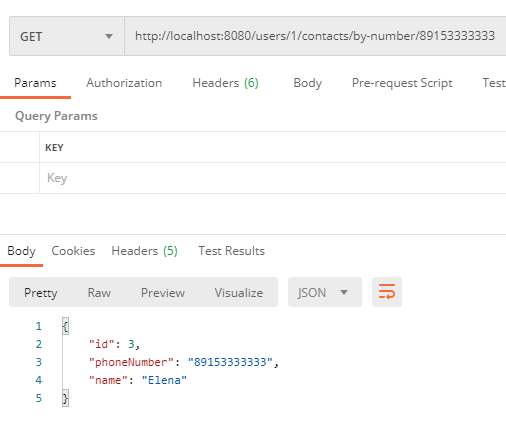 GET http://localhost:8080/users/1/contacts/by-number/89153333333
Params Authorization Headers (6) Body Pre-request Script Test
Query Params
KEY
Key
Body Cookies Headers (5) Test Results
Pretty Raw Preview Visualize JSON
1 {
2 "id": 3,
3 "phoneNumber": "89153333333",
4 "name": "Elena"
5 }